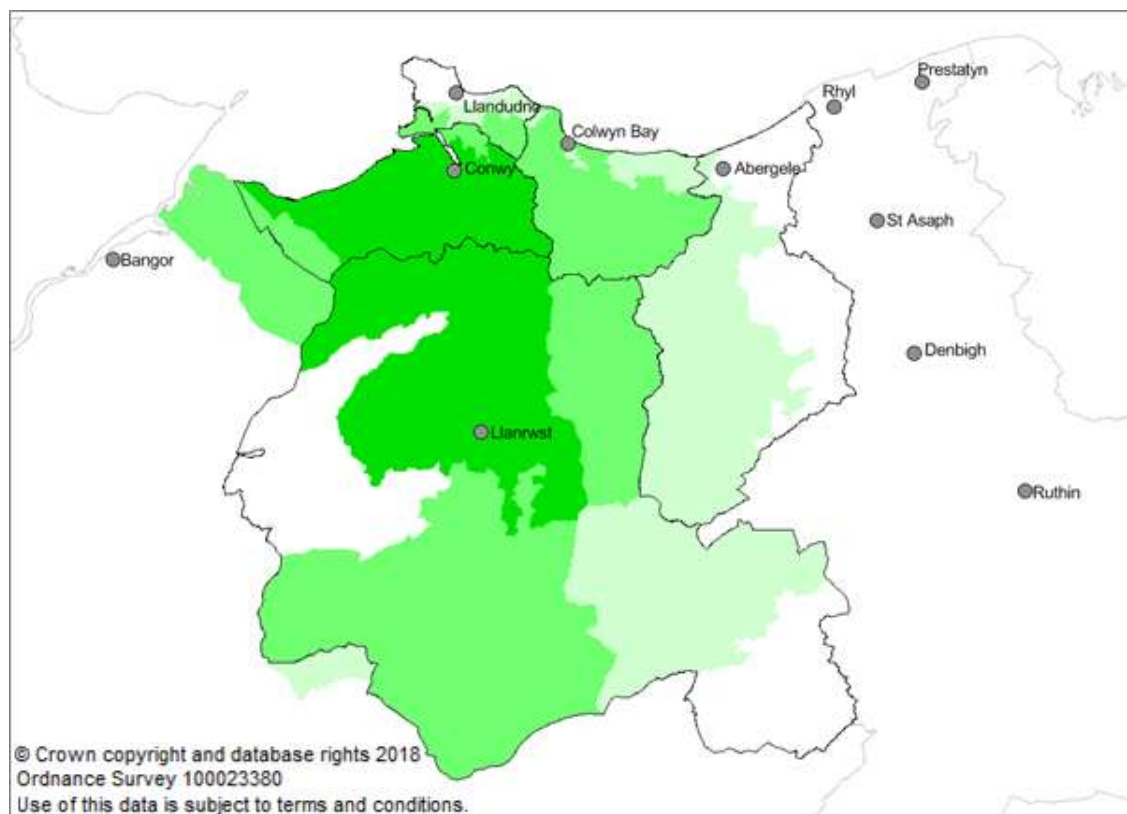 Prestatyn
Rhyl
Llandudno
Colwyn Bay
Abergele
Conwy
St Asaph
Bangor
Denbigh
Llanrwst
Ruthin
© Crown copyright and database rights 2018
Ordnance Survey 100023380
Use of this data is subject to terms and conditions.